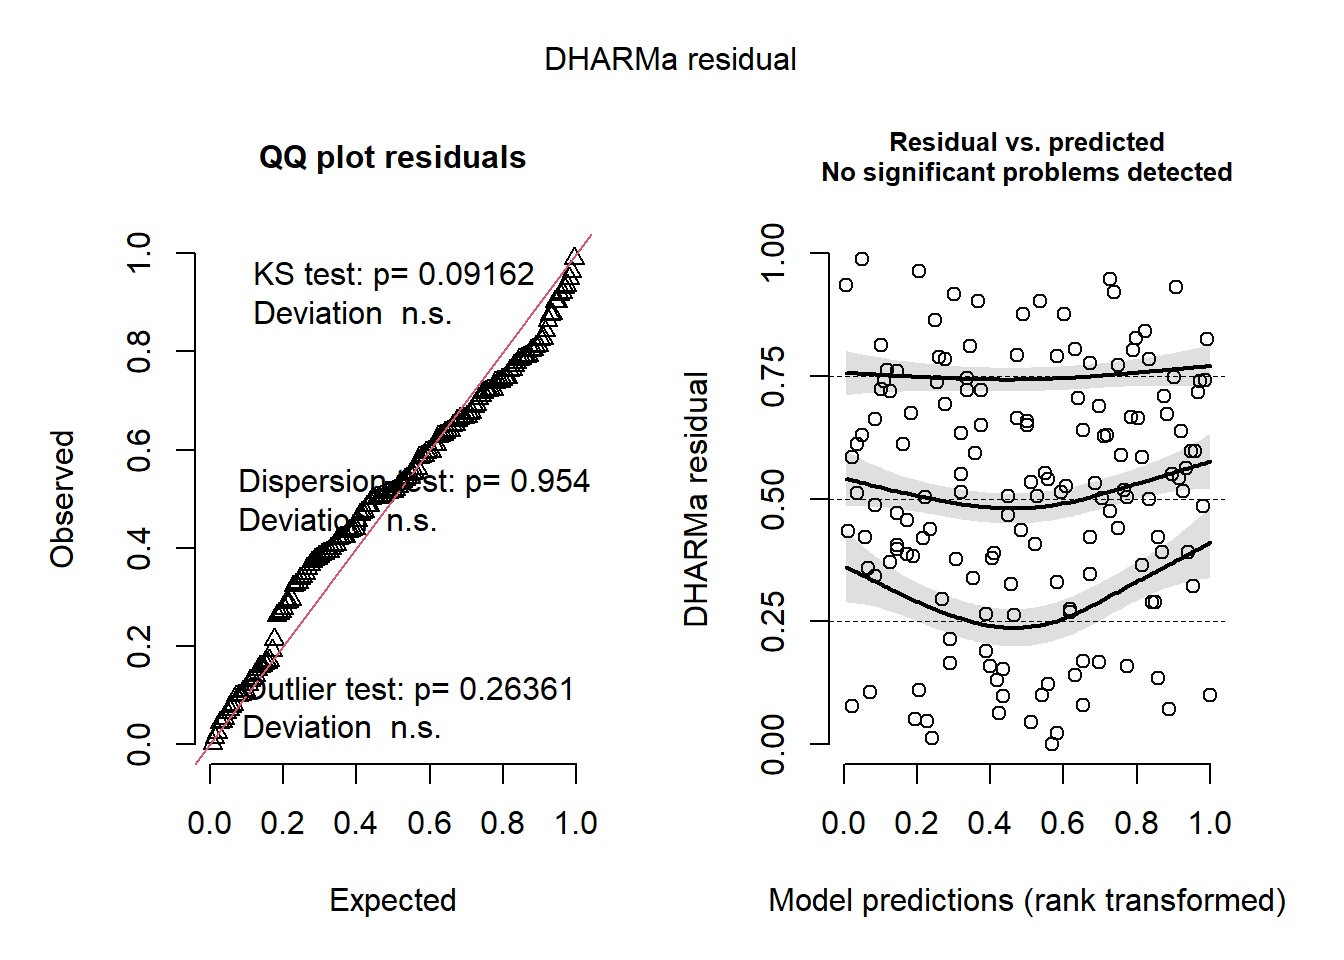 DHARMa residual
QQ plot residuals
KS test: p= 0.09162
Deviation  n.s.
Dispersion test: p= 0.954
Deviation  n.s.
Outlier test: p= 0.26361
Deviation  n.s.
Observed
0.0
0.2
0.4
0.6
0.8
1.0
0.0 0.2 0.4 0.6 0.8 1.0
Expected
Residual vs. predicted
No significant problems detected
DHARMa residual
0.00
0.25
0.50
0.75
1.00
0.0 0.2 0.4 0.6 0.8 1.0
Model predictions (rank transformed)